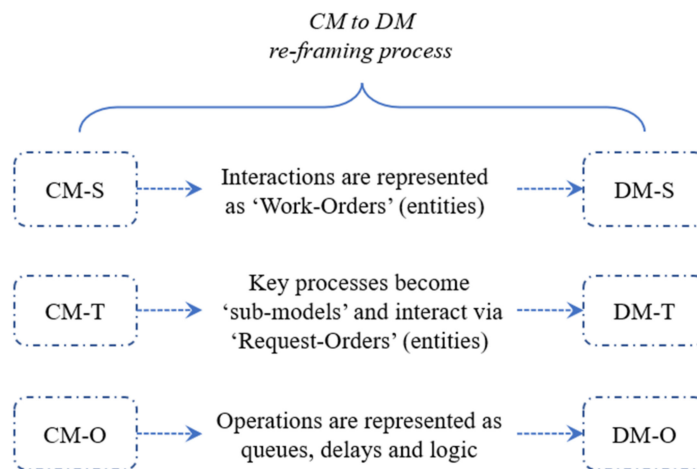 CM to DM
re-framing process
CM-S
Interactions are represented
as ‘Work-Orders’ (entities)
DM-S
CM-T
Key processes become
‘sub-models’ and interact via
‘Request-Orders’ (entities)
DM-T
CM-O
Operations are represented as
queues, delays and logic
DM-O